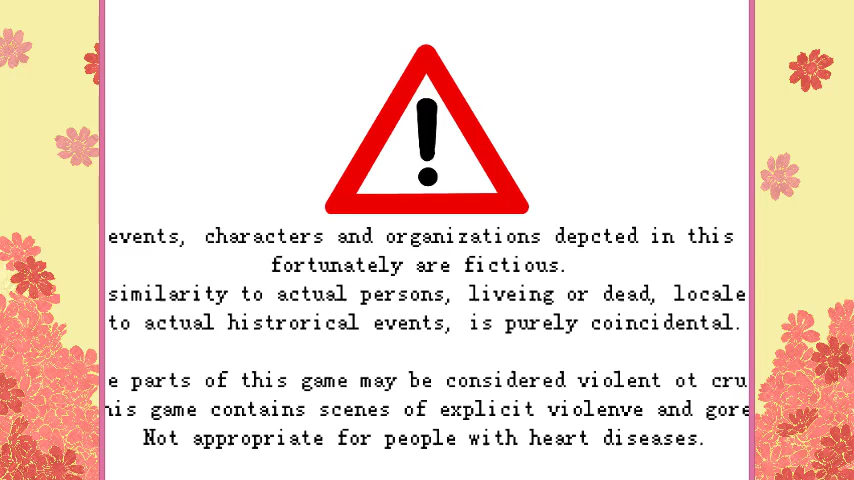 events, characters and organizations depcted in this
fortunately are fictious.
similarity to actual persons, liveing or dead, locale
to actual histrorical events, is purely coincidental.
e parts of this game may be considered violent ot cru
his game contains scenes of explicit violenve and gore
Not appropriate for people with heart diseases.